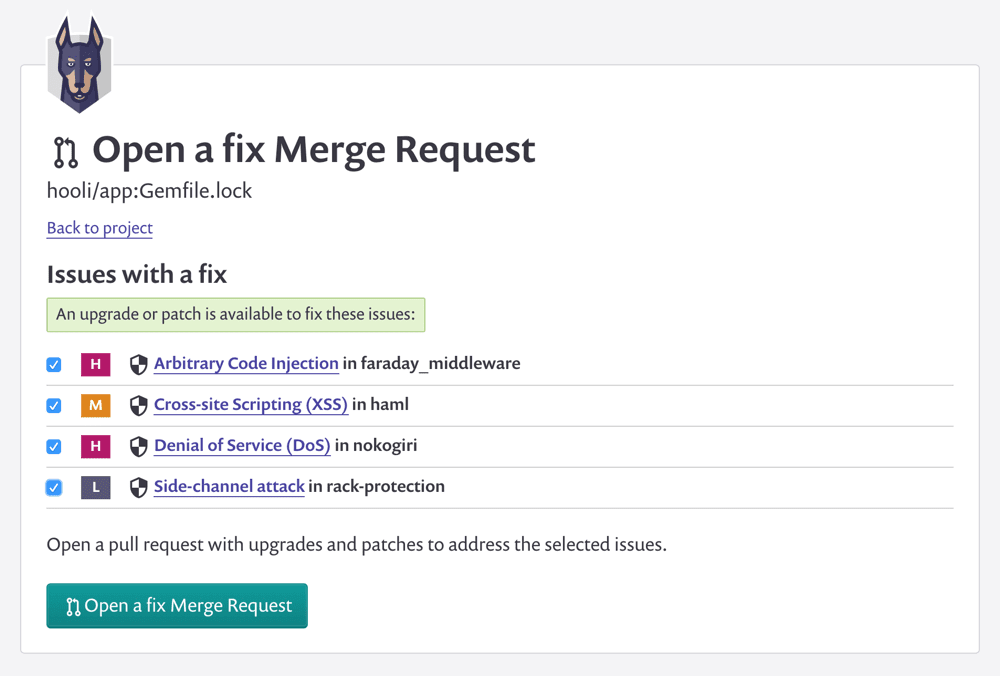 Open a fix Merge Request
hooli/app:Gemfile.lock
Back to project
Issues with a fix
An upgrade or patch is available to fix these issues:
H Arbitrary Code Injection in faraday_middleware
M Cross-site Scripting (XSS) in haml
H Denial of Service (DoS) in nokogiri
L Side-channel attack in rack-protection
Open a pull request with upgrades and patches to address the selected issues.
Open a fix Merge Request